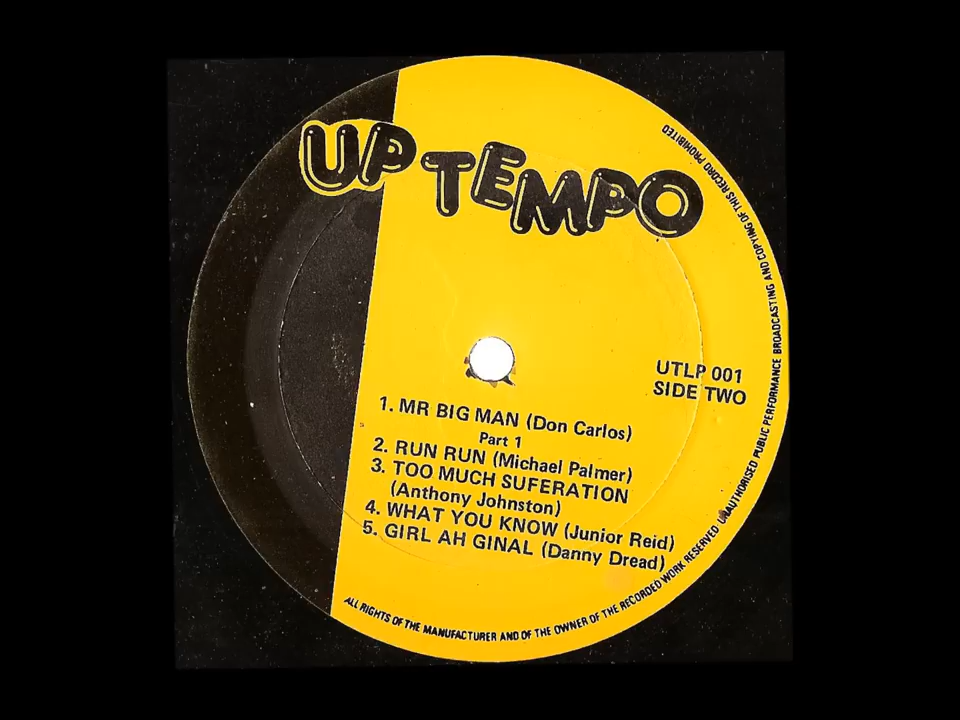 UP TEMPO
UTLP 001
SIDE TWO
1. MR BIG MAN (Don Carlos)
Part 1
2. RUN RUN (Michael Palmer)
3. TOO MUCH SUFERATION
(Anthony Johnston)
4. WHAT YOU KNOW (Junior Reid)
5. GIRL AH GINAL (Danny Dread)
ALL RIGHTS OF THE MANUFACTURER AND OF THE OWNER OF THE RECORDED WORK RESERVED UNAUTHORISED PUBLIC PERFORMANCE BROADCASTING AND COPYING OF THIS RECORD PROHIBITED